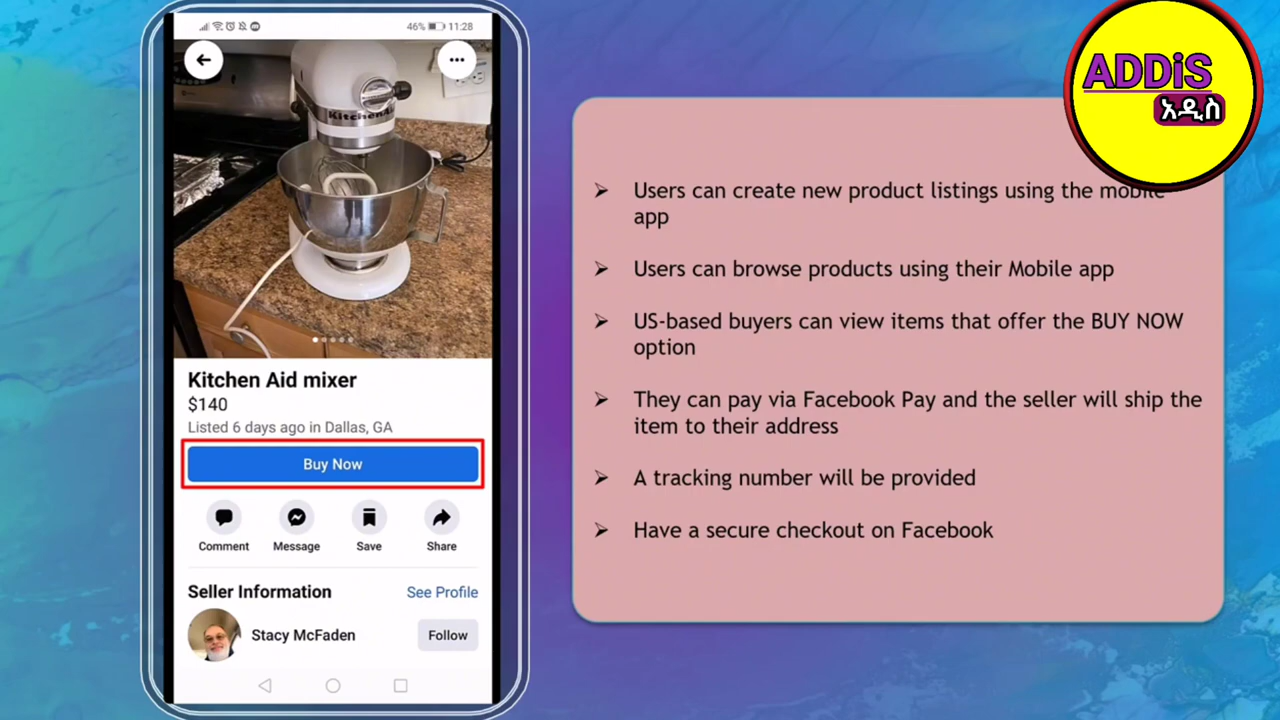 46% 11:28
KitchenAid
Kitchen Aid mixer
$140
Listed 6 days ago in Dallas, GA
Buy Now
Comment Message Save Share
Seller Information See Profile
Stacy McFaden Follow
ADDiS
አዲስ
➢ Users can create new product listings using the mobile
app
➢ Users can browse products using their Mobile app
➢ US-based buyers can view items that offer the BUY NOW
option
➢ They can pay via Facebook Pay and the seller will ship the
item to their address
➢ A tracking number will be provided
➢ Have a secure checkout on Facebook